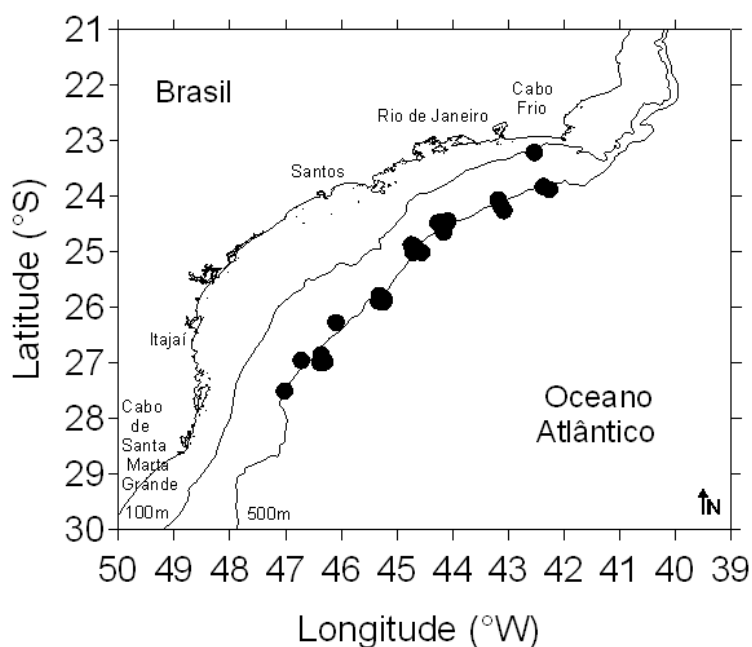 21
22
23
24
25
26
27
28
29
30
Latitude (°S)
Brasil
Cabo
Frio
Rio de Janeiro
Santos
Itajaí
Cabo
de
Santa
Marta
Grande
100m
500m
Oceano
Atlântico
N
50 49 48 47 46 45 44 43 42 41 40 39
Longitude (°W)